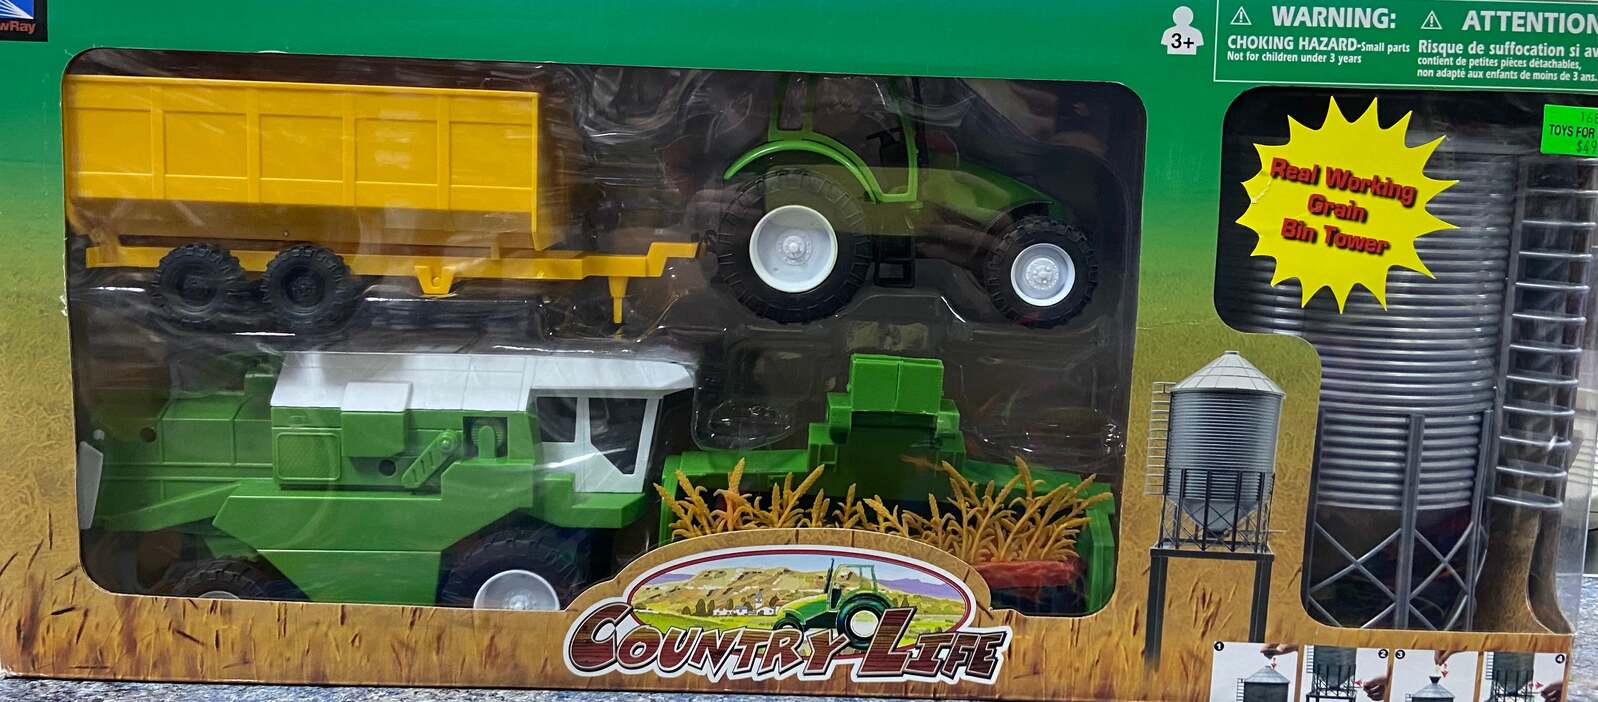 wRay
3+
⚠ WARNING:
CHOKING HAZARD-Small parts
Not for children under 3 years
⚠ ATTENTION
Risque de suffocation si av
contient de petites pièces détachables,
non adapté aux enfants de moins de 3 ans.
TOYS FOR
$49
Real Working
Grain
Bin Tower
COUNTRY LIFE
1
2
3
4